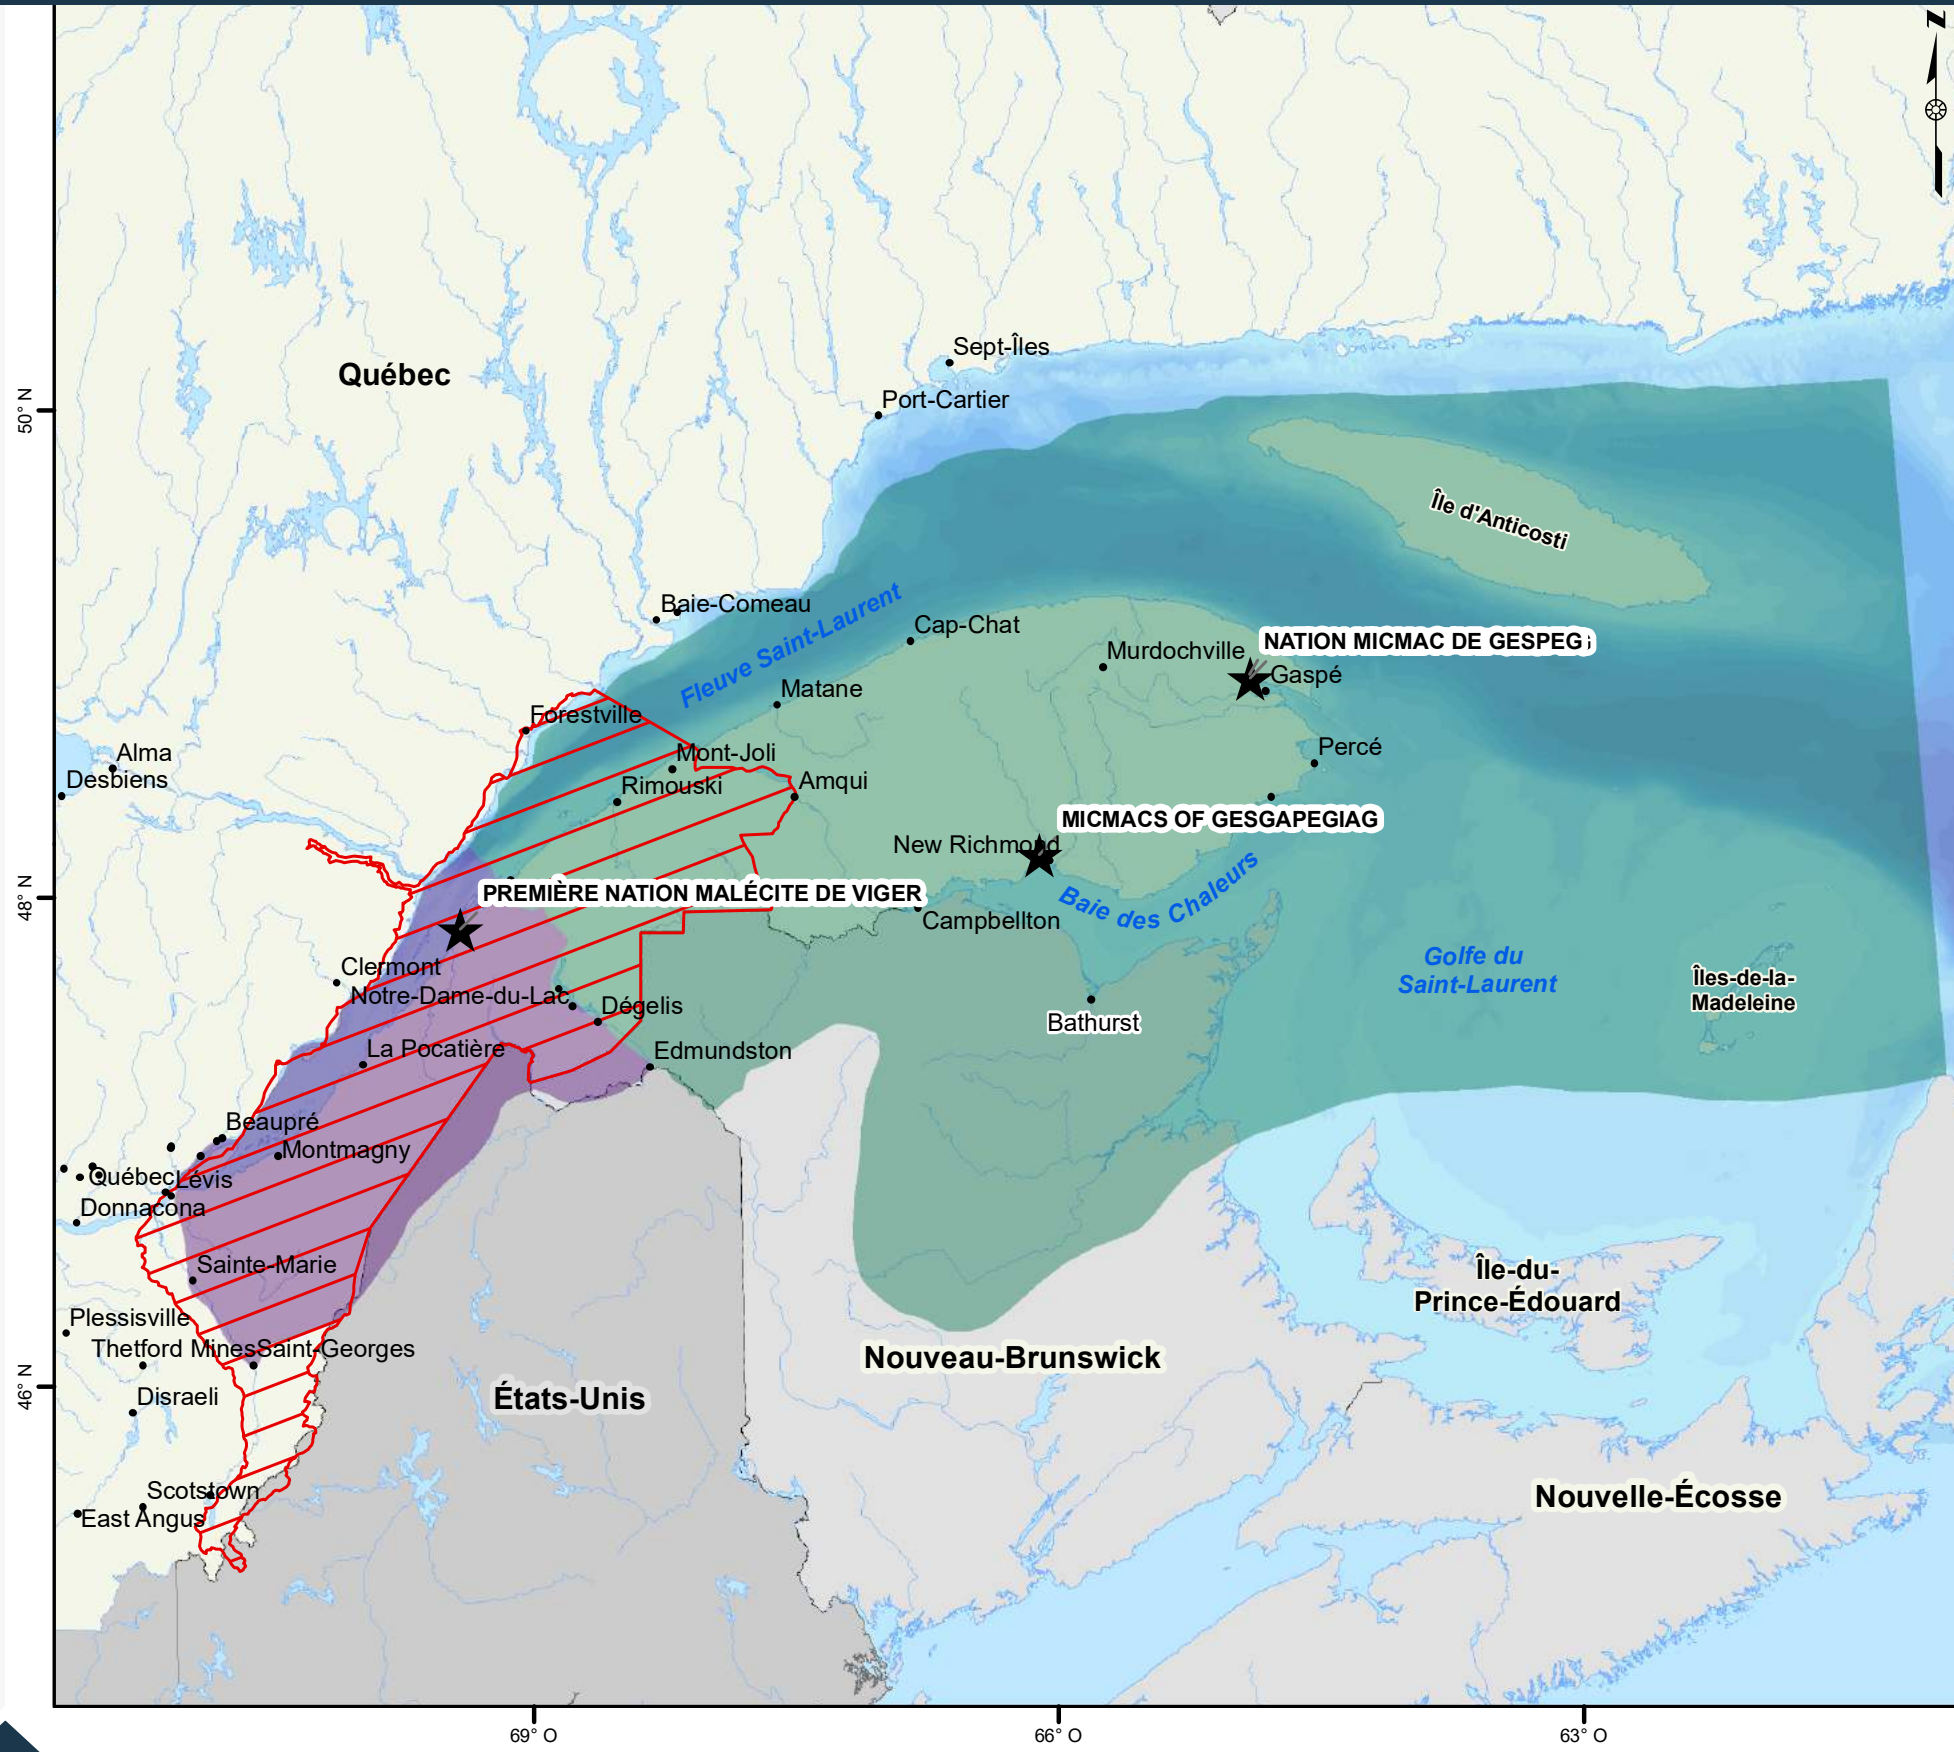 N
Sept-Îles
Québec
50° N
Port-Cartier
Île d'Anticosti
Baie-Comeau
Fleuve Saint-Laurent
Cap-Chat
NATION MICMAC DE GESPEG
Murdochville
Gaspé
Matane
Forestville
Percé
Alma
Mont-Joli
Desbiens
Rimouski
Amqui
MICMACS OF GESGAPEGIAG
New Richmond
48° N
PREMIÈRE NATION MALÉCITE DE VIGER
Baie des Chaleurs
Campbellton
Clermont
Golfe du
Saint-Laurent
Îles-de-la-
Madeleine
Notre-Dame-du-Lac
Dégelis
Bathurst
La Pocatière
Edmundston
Beaupré
Montmagny
Québec
Lévis
Donnacona
Sainte-Marie
Île-du-
Prince-Édouard
Plessisville
Thetford Mines
Saint-Georges
Nouveau-Brunswick
46° N
Disraeli
États-Unis
Scotstown
Nouvelle-Écosse
East Angus
69° O
66° O
63° O